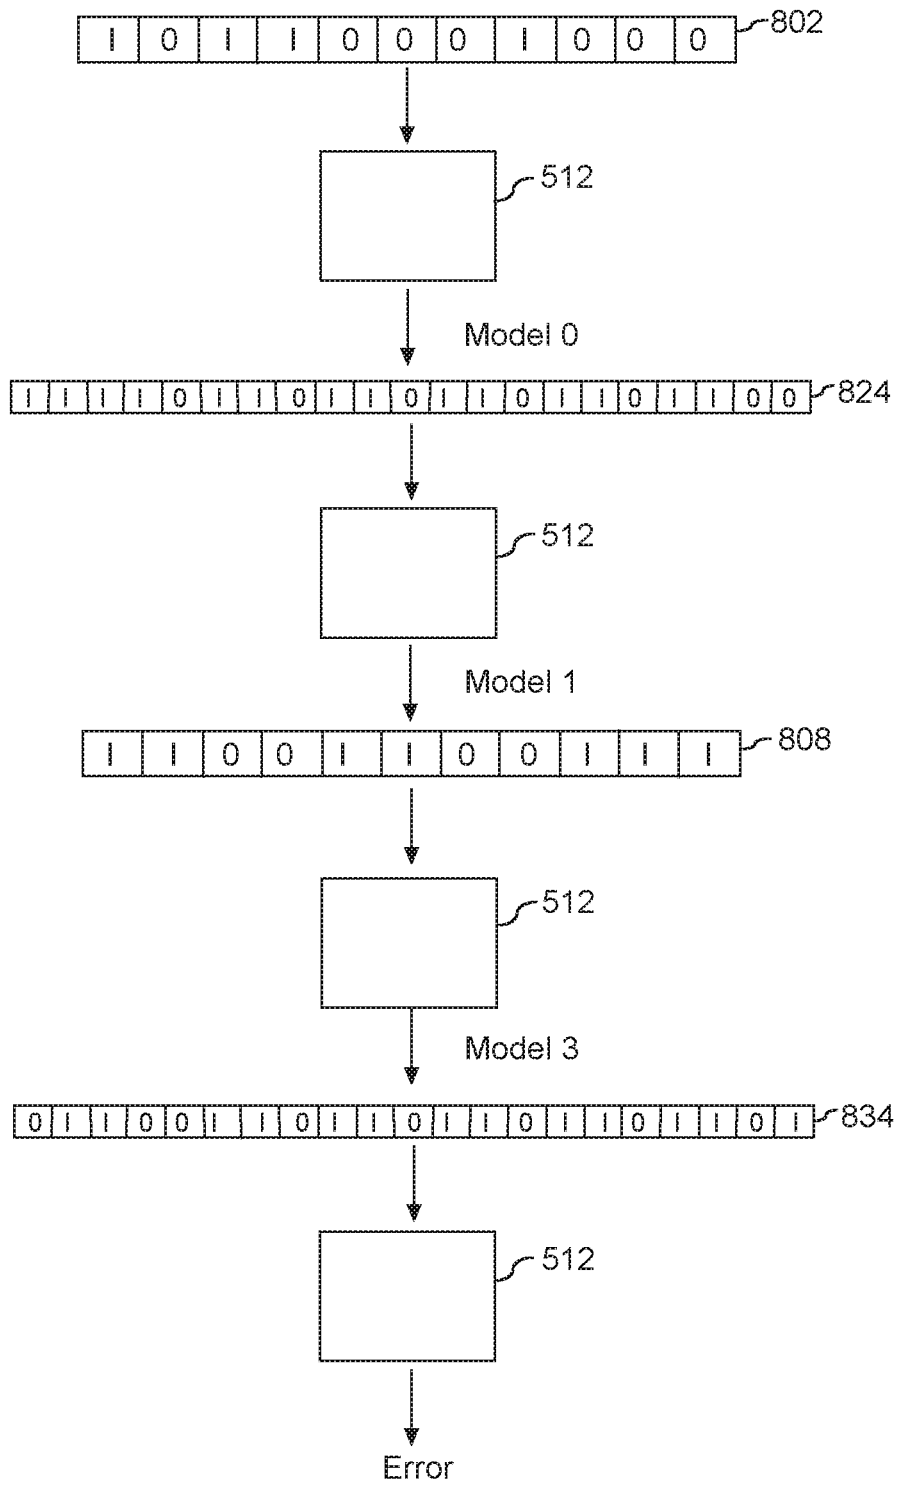 1 0 1 1 0 0 0 1 0 0 0 802
512
Model 0
1 1 1 1 0 1 1 0 1 1 0 1 1 0 1 1 0 1 1 0 0 824
512
Model 1
1 1 0 0 1 1 0 0 1 1 1 808
512
Model 3
0 1 1 0 0 1 1 0 1 1 0 1 1 0 1 1 0 1 1 0 1 834
512
Error